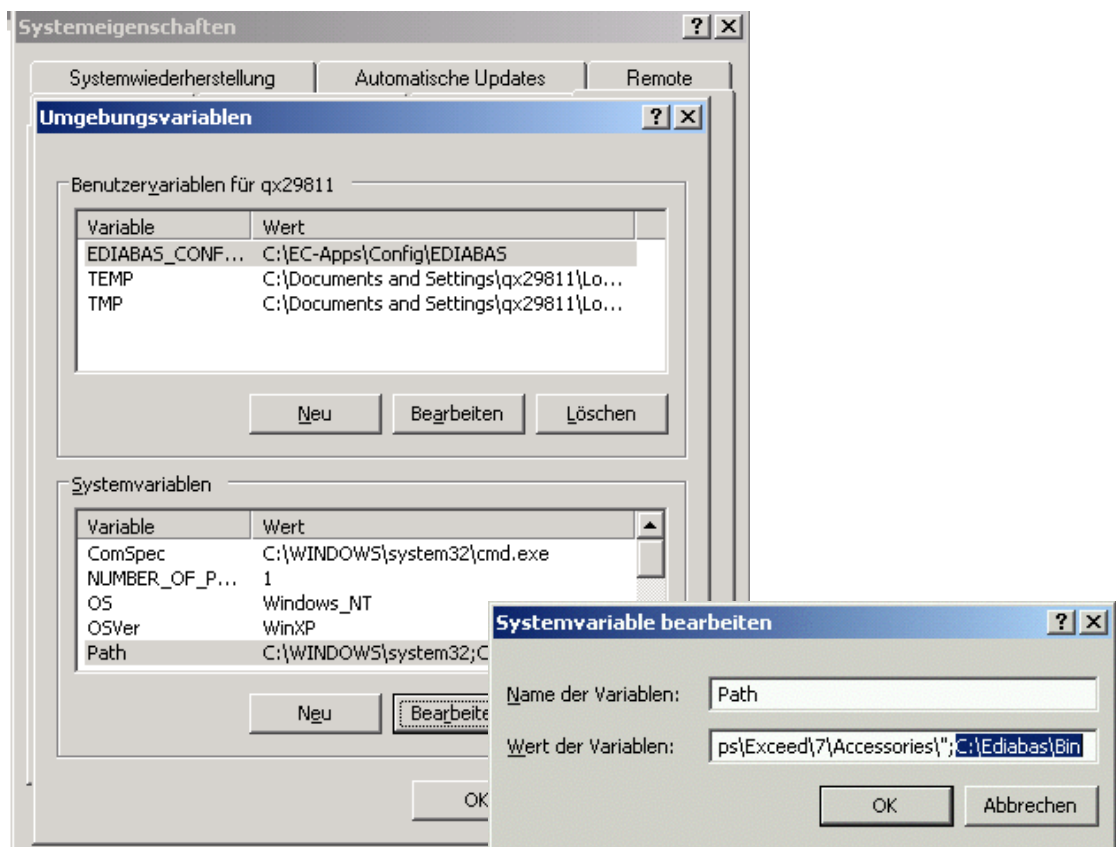 Systemeigenschaften
Systemwiederherstellung Automatische Updates Remote
Umgebungsvariablen
Benutzervariablen für qx29811
Variable Wert
EDIABAS_CONF... C:\EC-Apps\Config\EDIABAS
TEMP C:\Documents and Settings\qx29811\Lo...
TMP C:\Documents and Settings\qx29811\Lo...
Neu Bearbeiten Löschen
Systemvariablen
Variable Wert
ComSpec C:\WINDOWS\system32\cmd.exe
NUMBER_OF_P... 1
OS Windows_NT
OSVer WinXP
Path C:\WINDOWS\system32;C
Neu Bearbeite
OK
Systemvariable bearbeiten
Name der Variablen: Path
Wert der Variablen: ps\Exceed\7\Accessories\";C:\Ediabas\Bin
OK Abbrechen